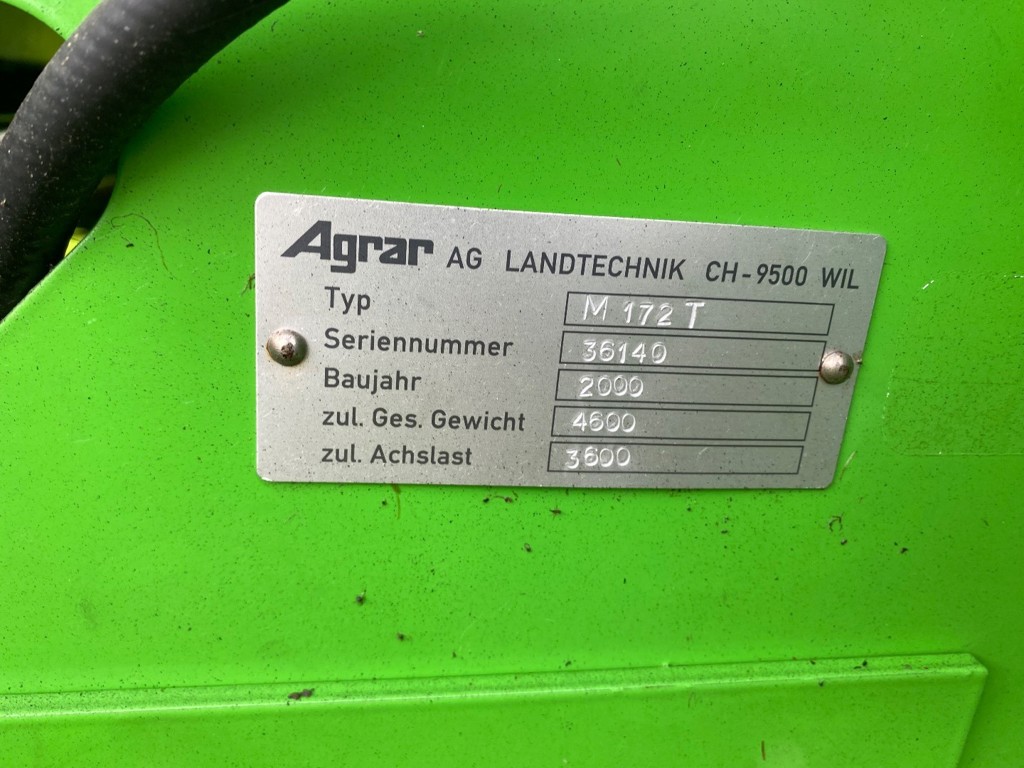 Agrar AG LANDTECHNIK CH-9500 WIL
Typ M 172 T
Seriennummer 36140
Baujahr 2000
zul. Ges. Gewicht 4600
zul. Achslast 3600